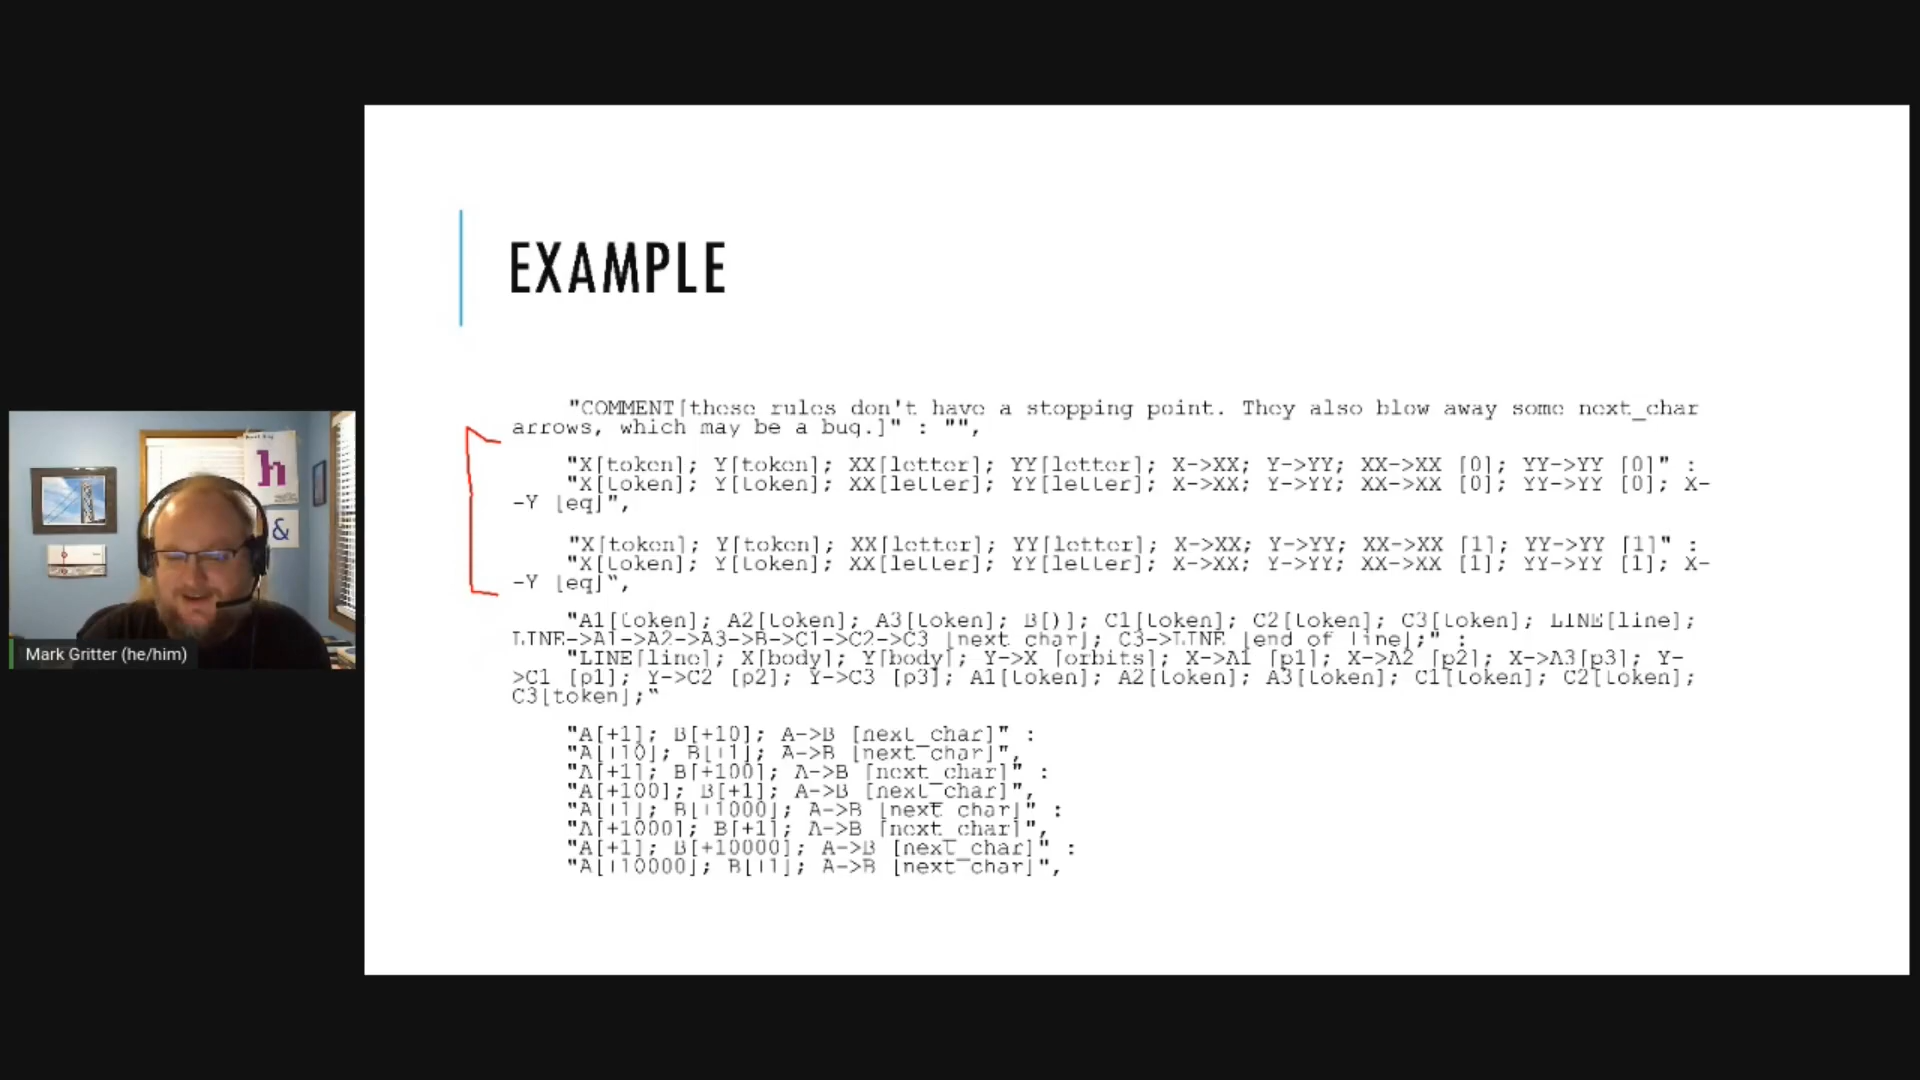 EXAMPLE
"COMMENT[these rules don't have a stopping point. They also blow away some next_char
arrows, which may be a bug.]" : "",
"X[token]; Y[token]; XX[letter]; YY[letter]; X->XX; Y->YY; XX->XX [0]; YY->YY [0]" :
"X[token]; Y[token]; XX[letter]; YY[letter]; X->XX; Y->YY; XX->XX [0]; YY->YY [0]; X-
-Y [eq]",
"X[token]; Y[token]; XX[letter]; YY[letter]; X->XX; Y->YY; XX->XX [1]; YY->YY [1]" :
"X[token]; Y[token]; XX[letter]; YY[letter]; X->XX; Y->YY; XX->XX [1]; YY->YY [1]; X-
-Y [eq]“,
"A1[token]; A2[token]; A3[token]; B[)]; C1[token]; C2[token]; C3[token]; LINE[line];
LINE->A1->A2->A3->B->C1->C2->C3 [next_char]; C3->LINE [end_of_line];" :
"LINE[line]; X[body]; Y[body]; Y->X [orbits]; X->A1 [p1]; X->A2 [p2]; X->A3[p3]; Y-
>C1 [p1]; Y->C2 [p2]; Y->C3 [p3]; A1[token]; A2[token]; A3[token]; C1[token]; C2[token];
C3[token];“
"A[+1]; B[+10]; A->B [next_char]" :
"A[+10]; B[+1]; A->B [next_char]",
"A[+1]; B[+100]; A->B [next_char]" :
"A[+100]; B[+1]; A->B [next_char]",
"A[+1]; B[+1000]; A->B [next_char]" :
"A[+1000]; B[+1]; A->B [next_char]",
"A[+1]; B[+10000]; A->B [next_char]" :
"A[+10000]; B[+1]; A->B [next_char]",
h
&
Mark Gritter (he/him)